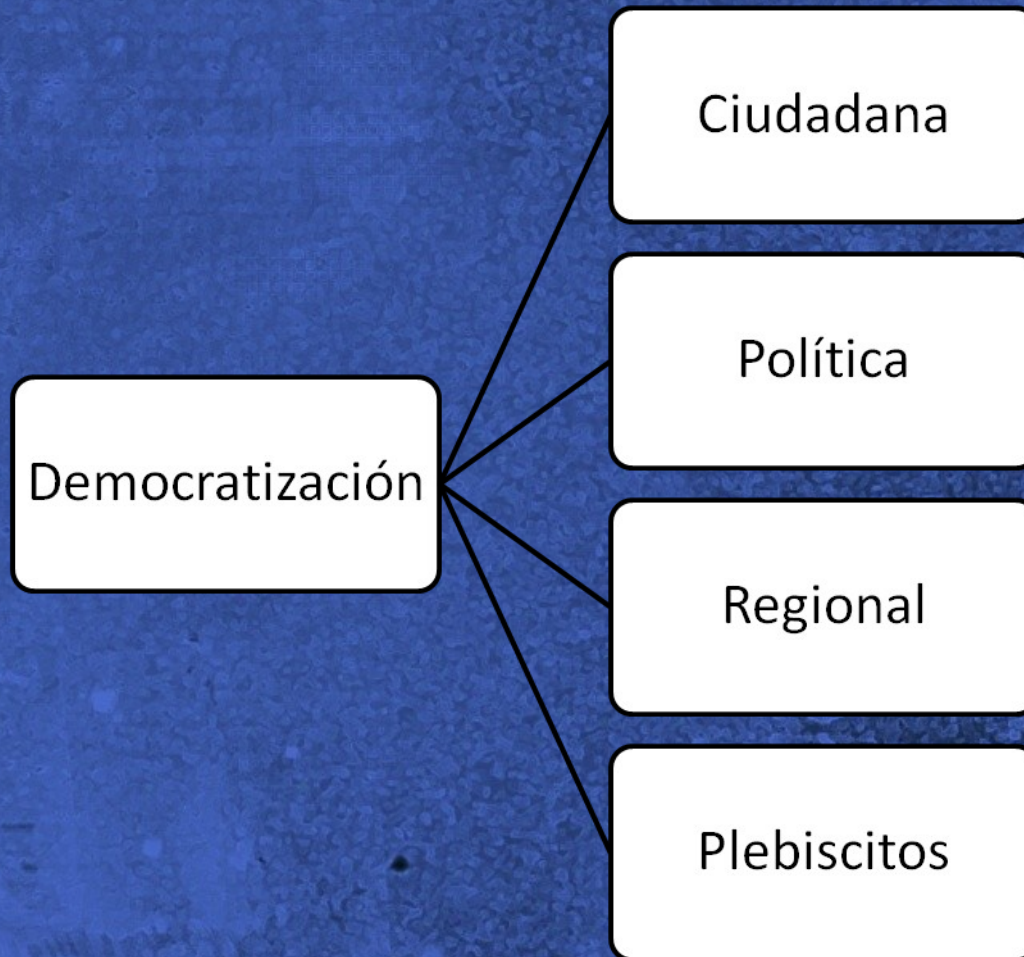 Ciudadana
Política
Democratización
Regional
Plebiscitos